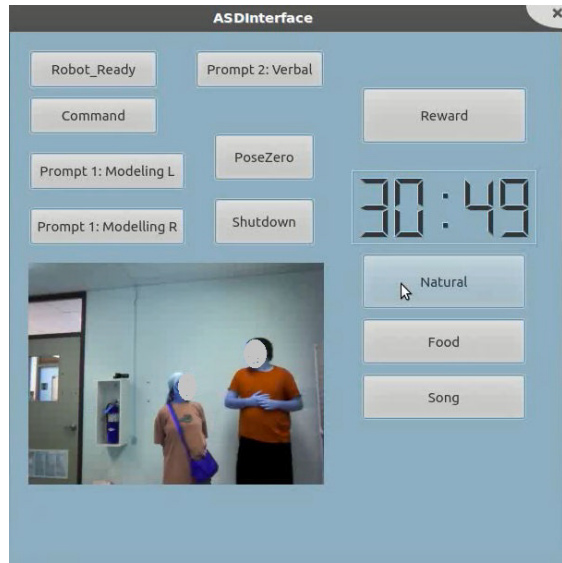 ASDInterface
Robot_Ready
Prompt 2: Verbal
Command
Reward
PoseZero
Prompt 1: Modeling L
30:49
Prompt 1: Modelling R
Shutdown
Natural
Food
Song